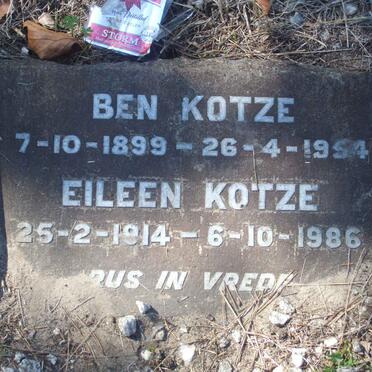 STORM
BEN KOTZE
7-10-1899 - 26-4-1954
EILEEN KOTZE
25-2-1914 - 6-10-1986
RUS IN VREDE